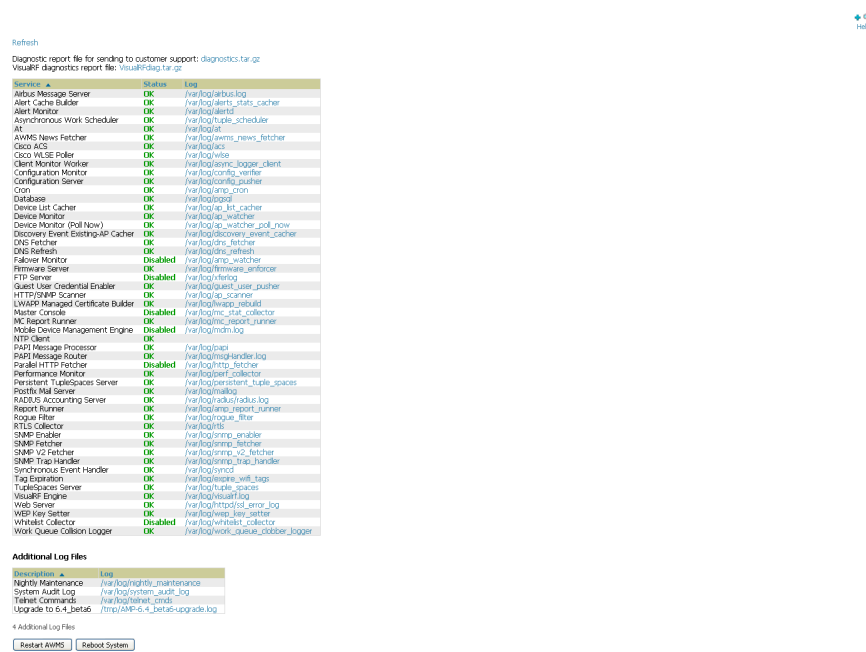 Refresh
Diagnostic report file for sending to customer support: diagnostics.tar.gz
VisualRF diagnostics report file: VisualRFdiag.tar.gz
Service Status Log
Airbus Message Server OK /var/log/airbus.log
Alert Cache Builder OK /var/log/alerts_stats_cacher
Alert Monitor OK /var/log/alertd
Asynchronous Work Scheduler OK /var/log/tuple_scheduler
At OK /var/log/at
AWMS News Fetcher OK /var/log/awms_news_fetcher
Cisco ACS OK /var/log/acs
Cisco WLSE Poller OK /var/log/wlse
Client Monitor Worker OK /var/log/async_logger_client
Configuration Monitor OK /var/log/config_verifier
Configuration Server OK /var/log/config_pusher
Cron OK /var/log/amp_cron
Database OK /var/log/pgsql
Device List Cacher OK /var/log/ap_list_cacher
Device Monitor OK /var/log/ap_watcher
Device Monitor (Poll Now) OK /var/log/ap_watcher_poll_now
Discovery Event Existing-AP Cacher OK /var/log/discovery_event_cacher
DNS Fetcher OK /var/log/dns_fetcher
DNS Refresh OK /var/log/dns_refresh
Failover Monitor Disabled /var/log/amp_watcher
Firmware Server OK /var/log/firmware_enforcer
FTP Server Disabled /var/log/xferlog
Guest User Credential Enabler OK /var/log/guest_user_pusher
HTTP/SNMP Scanner OK /var/log/ap_scanner
LWAPP Managed Certificate Builder OK /var/log/lwapp_rebuild
Master Console Disabled /var/log/mc_stat_collector
MC Report Runner OK /var/log/mc_report_runner
Mobile Device Management Engine Disabled /var/log/mdm.log
NTP Client OK
PAPI Message Processor OK /var/log/papi
PAPI Message Router OK /var/log/msgHandler.log
Parallel HTTP Fetcher Disabled /var/log/http_fetcher
Performance Monitor OK /var/log/perf_collector
Persistent TupleSpaces Server OK /var/log/persistent_tuple_spaces
Postfix Mail Server OK /var/log/maillog
RADIUS Accounting Server OK /var/log/radius/radius.log
Report Runner OK /var/log/amp_report_runner
Rogue Filter OK /var/log/rogue_filter
RTLS Collector OK /var/log/rtls
SNMP Enabler OK /var/log/snmp_enabler
SNMP Fetcher OK /var/log/snmp_fetcher
SNMP V2 Fetcher OK /var/log/snmp_v2_fetcher
SNMP Trap Handler OK /var/log/snmp_trap_handler
Synchronous Event Handler OK /var/log/syncd
Tag Expiration OK /var/log/expire_wifi_tags
TupleSpaces Server OK /var/log/tuple_spaces
VisualRF Engine OK /var/log/visualrf.log
Web Server OK /var/log/httpd/ssl_error_log
WEP Key Setter OK /var/log/wep_key_setter
Whitelist Collector Disabled /var/log/whitelist_collector
Work Queue Collision Logger OK /var/log/work_queue_clobber_logger
Additional Log Files
Description Log
Nightly Maintenance /var/log/nightly_maintenance
System Audit Log /var/log/system_audit_log
Telnet Commands /var/log/telnet_cmds
Upgrade to 6.4_beta6 /tmp/AMP-6.4_beta6-upgrade.log
4 Additional Log Files
Restart AWMS Reboot System